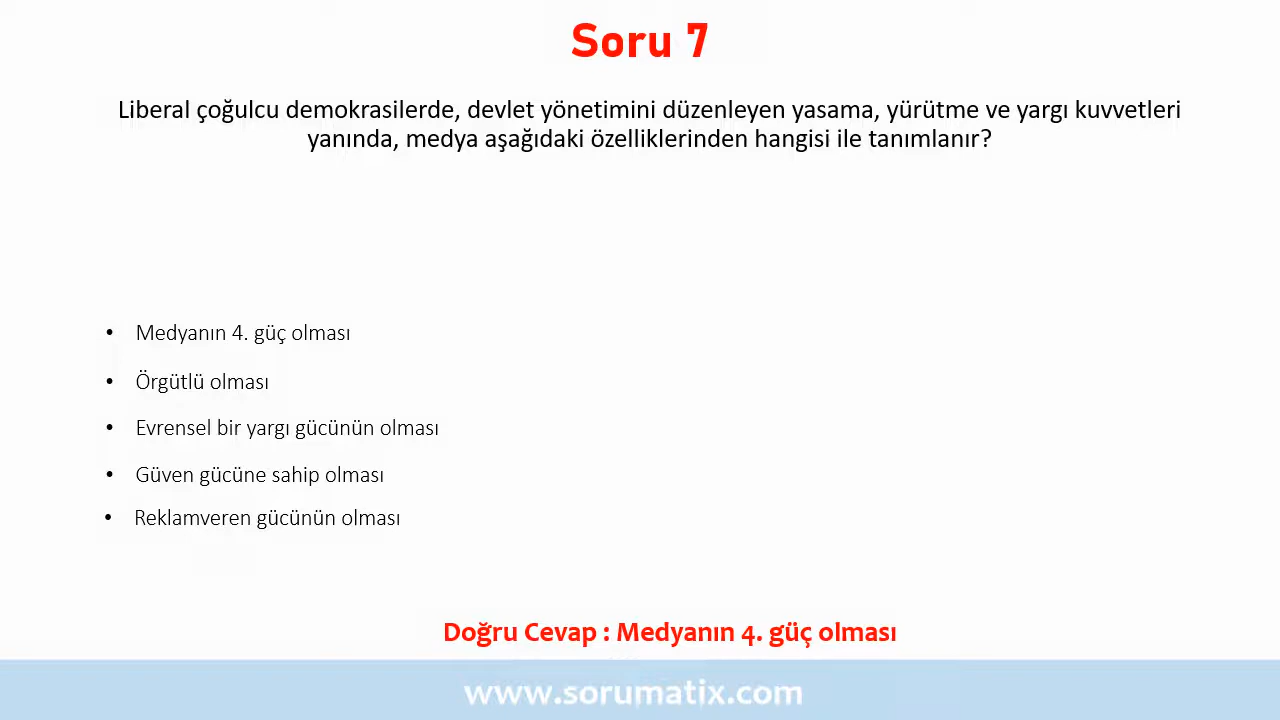 Soru 7
Liberal çoğulcu demokrasilerde, devlet yönetimini düzenleyen yasama, yürütme ve yargı kuvvetleri
yanında, medya aşağıdaki özelliklerinden hangisi ile tanımlanır?
• Medyanın 4. güç olması
• Örgütlü olması
• Evrensel bir yargı gücünün olması
• Güven gücüne sahip olması
• Reklamveren gücünün olması
Doğru Cevap : Medyanın 4. güç olması
www.sorumatix.com